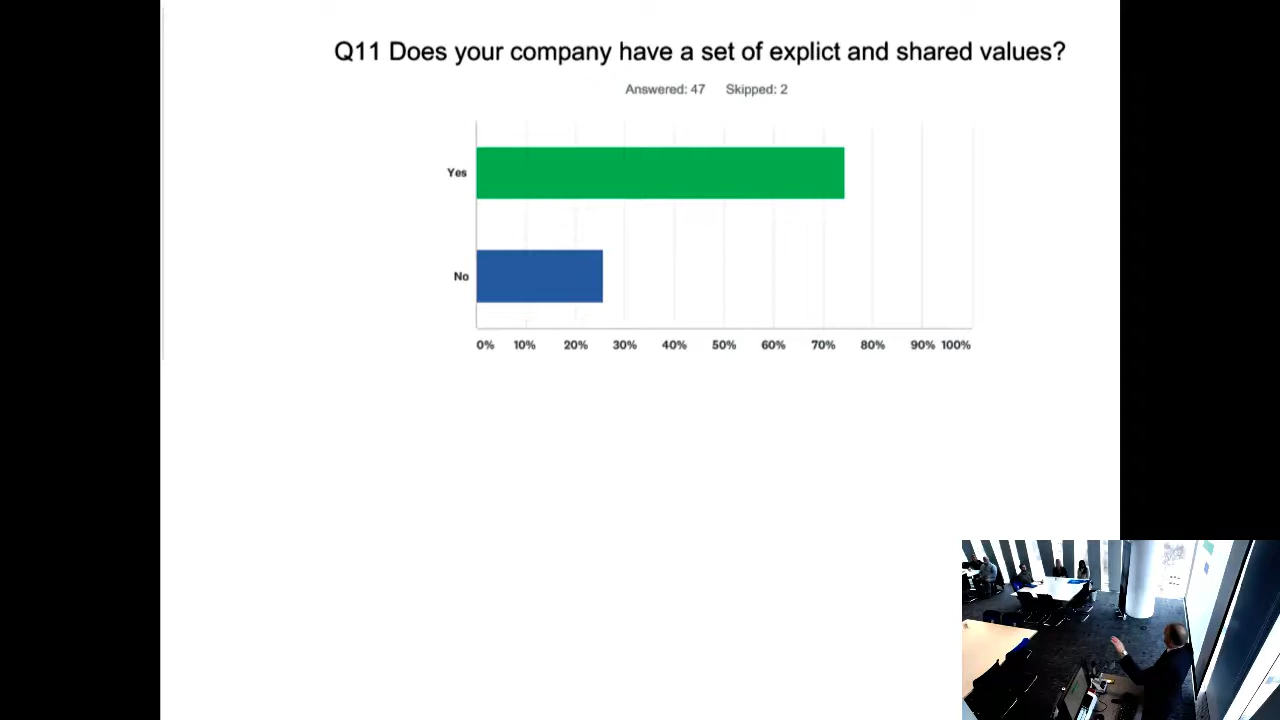 Q11 Does your company have a set of explict and shared values?
Answered: 47 Skipped: 2
Yes
No
0% 10% 20% 30% 40% 50% 60% 70% 80% 90% 100%